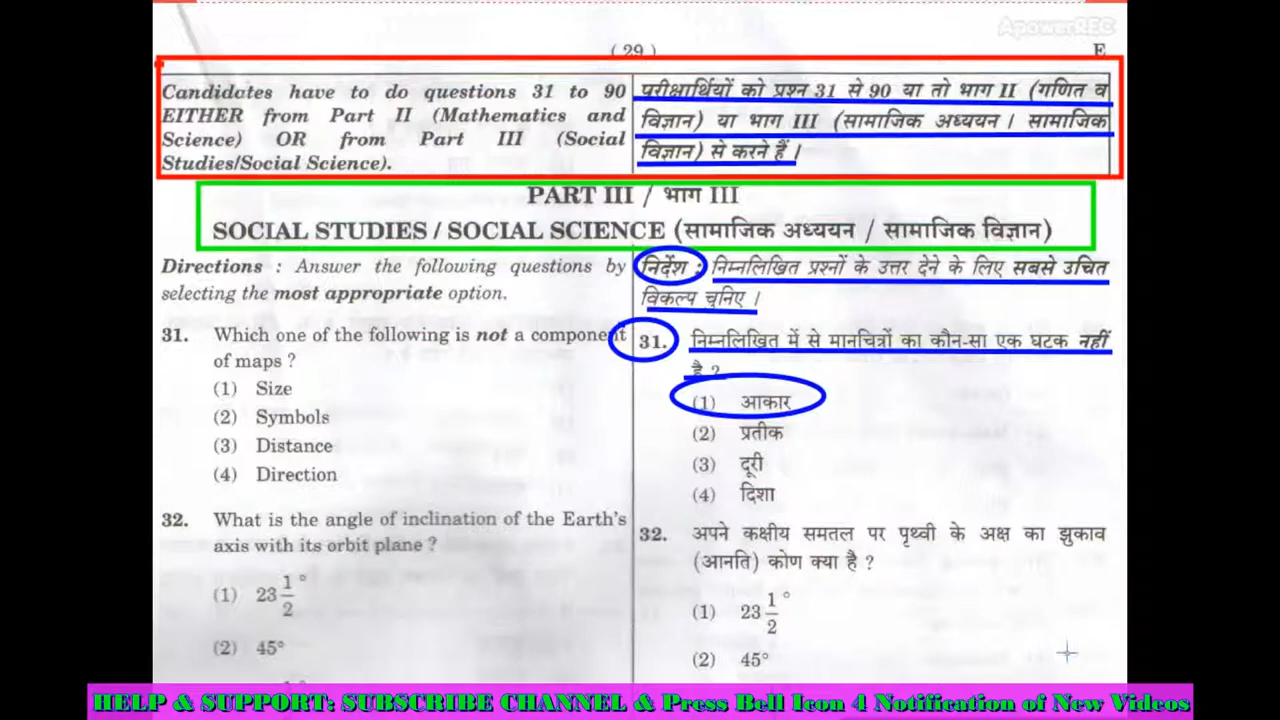 ApowerREC
( 29 )
E
Candidates have to do questions 31 to 90
EITHER from Part II (Mathematics and
Science) OR from Part III (Social
Studies/Social Science).
परीक्षार्थियों को प्रश्न 31 से 90 या तो भाग II (गणित व
विज्ञान) या भाग III (सामाजिक अध्ययन / सामाजिक
विज्ञान) से करने हैं ।
PART III / भाग III
SOCIAL STUDIES / SOCIAL SCIENCE (सामाजिक अध्ययन / सामाजिक विज्ञान)
Directions : Answer the following questions by
selecting the most appropriate option.
31. Which one of the following is not a component
of maps ?
(1) Size
(2) Symbols
(3) Distance
(4) Direction
32. What is the angle of inclination of the Earth's
axis with its orbit plane ?
(1) 23 1/2°
(2) 45°
निर्देश : निम्नलिखित प्रश्नों के उत्तर देने के लिए सबसे उचित
विकल्प चुनिए ।
31. निम्नलिखित में से मानचित्रों का कौन-सा एक घटक नहीं
है ?
(1) आकार
(2) प्रतीक
(3) दूरी
(4) दिशा
32. अपने कक्षीय समतल पर पृथ्वी के अक्ष का झुकाव
(आनति) कोण क्या है ?
(1) 23 1/2°
(2) 45°
HELP & SUPPORT: SUBSCRIBE CHANNEL & Press Bell Icon 4 Notification of New Videos